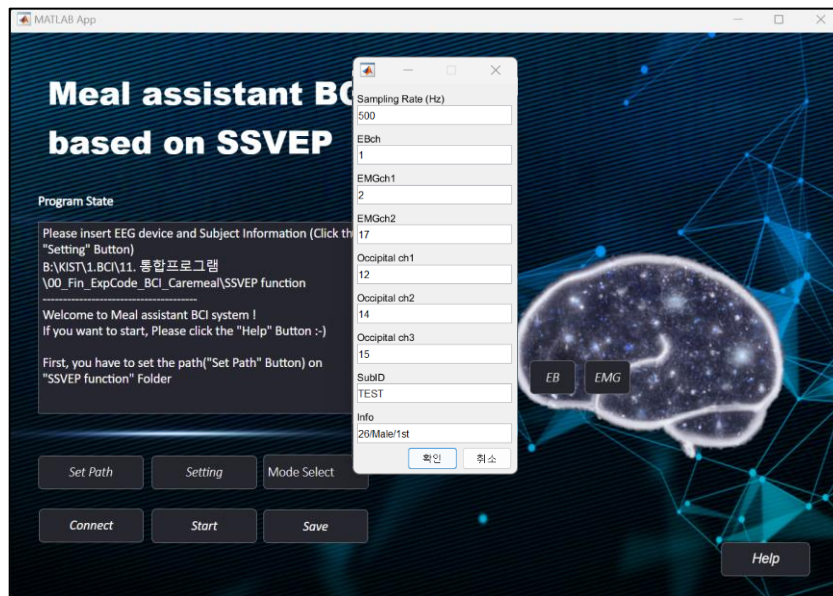 MATLAB App
Meal assistant BC
based on SSVEP
Program State
Please insert EEG device and Subject Information (Click th
"Setting" Button)
B:\KIST\1.BCI\11. 통합프로그램
\00_Fin_ExpCode_BCI_Caremeal\SSVEP function
----------------------------------------
Welcome to Meal assistant BCI system !
If you want to start, Please click the "Help" Button :-)
First, you have to set the path("Set Path" Button) on
"SSVEP function" Folder
Set Path
Setting
Mode Select
Connect
Start
Save
Sampling Rate (Hz)
500
EBch
1
EMGch1
2
EMGch2
17
Occipital ch1
12
Occipital ch2
14
Occipital ch3
15
SubID
TEST
Info
26/Male/1st
확인
취소
EB
EMG
Help